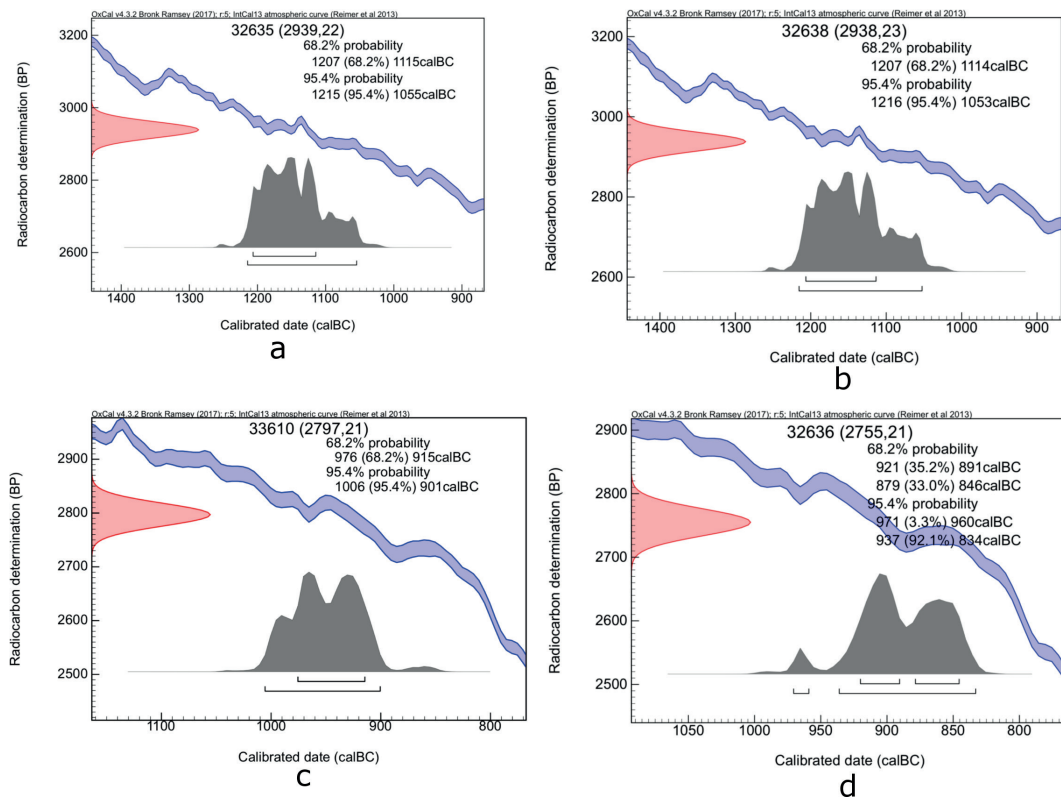 OxCal v4.3.2 Bronk Ramsey (2017); r:5; IntCal13 atmospheric curve (Reimer et al 2013)
32635 (2939,22)
68.2% probability
1207 (68.2%) 1115calBC
95.4% probability
1215 (95.4%) 1055calBC
Radiocarbon determination (BP)
3200
3000
2800
2600
1400 1300 1200 1100 1000 900
Calibrated date (calBC)
a
OxCal v4.3.2 Bronk Ramsey (2017); r:5; IntCal13 atmospheric curve (Reimer et al 2013)
32638 (2938,23)
68.2% probability
1207 (68.2%) 1114calBC
95.4% probability
1216 (95.4%) 1053calBC
Radiocarbon determination (BP)
3200
3000
2800
2600
1400 1300 1200 1100 1000 900
Calibrated date (calBC)
b
OxCal v4.3.2 Bronk Ramsey (2017); r:5; IntCal13 atmospheric curve (Reimer et al 2013)
33610 (2797,21)
68.2% probability
976 (68.2%) 915calBC
95.4% probability
1006 (95.4%) 901calBC
Radiocarbon determination (BP)
2900
2800
2700
2600
2500
1100 1000 900 800
Calibrated date (calBC)
c
OxCal v4.3.2 Bronk Ramsey (2017); r:5; IntCal13 atmospheric curve (Reimer et al 2013)
32636 (2755,21)
68.2% probability
921 (35.2%) 891calBC
879 (33.0%) 846calBC
95.4% probability
971 (3.3%) 960calBC
937 (92.1%) 834calBC
Radiocarbon determination (BP)
2900
2800
2700
2600
2500
1050 1000 950 900 850 800
Calibrated date (calBC)
d